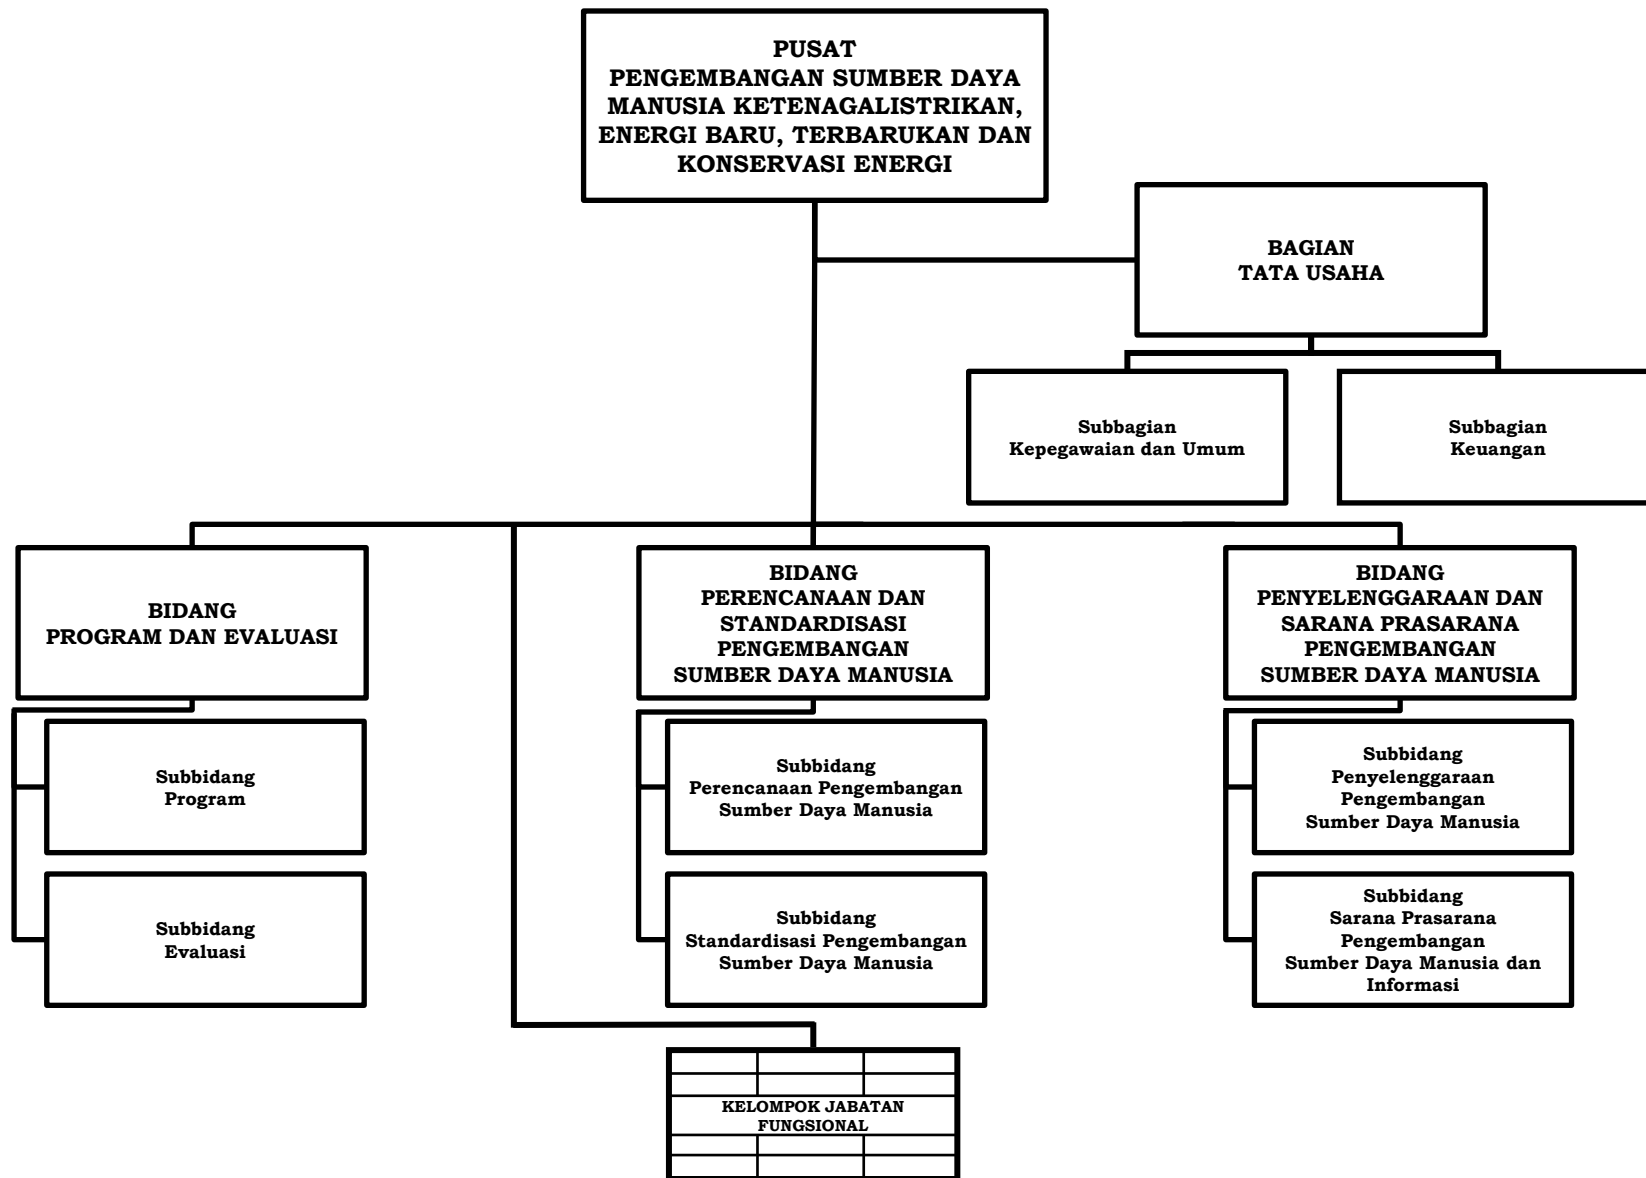 PUSAT
PENGEMBANGAN SUMBER DAYA
MANUSIA KETENAGALISTRIKAN,
ENERGI BARU, TERBARUKAN DAN
KONSERVASI ENERGI
BAGIAN
TATA USAHA
Subbagian
Kepegawaian dan Umum
Subbagian
Keuangan
BIDANG
PROGRAM DAN EVALUASI
BIDANG
PERENCANAAN DAN
STANDARDISASI
PENGEMBANGAN
SUMBER DAYA MANUSIA
BIDANG
PENYELENGGARAAN DAN
SARANA PRASARANA
PENGEMBANGAN
SUMBER DAYA MANUSIA
Subbidang
Program
Subbidang
Perencanaan Pengembangan
Sumber Daya Manusia
Subbidang
Penyelenggaraan
Pengembangan
Sumber Daya Manusia
Subbidang
Evaluasi
Subbidang
Standardisasi Pengembangan
Sumber Daya Manusia
Subbidang
Sarana Prasarana
Pengembangan
Sumber Daya Manusia dan
Informasi
KELOMPOK JABATAN
FUNGSIONAL